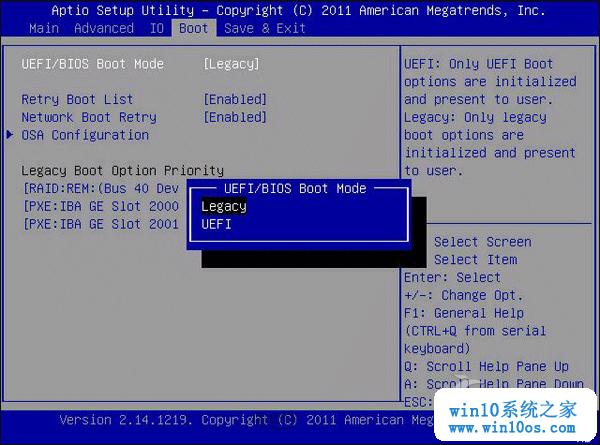 Aptio Setup Utility - Copyright (C) 2011 American Megatrends, Inc.
Main Advanced IO Boot Save & Exit
UEFI/BIOS Boot Mode [Legacy]
Retry Boot List [Enabled]
Network Boot Retry [Enabled]
OSA Configuration
Legacy Boot Option Priority
[RAID:REM:(Bus 40 Dev
[PXE:IBA GE Slot 2000
[PXE:IBA GE Slot 2001
UEFI/BIOS Boot Mode
Legacy
UEFI
UEFI: Only UEFI Boot
options are initialized
and present to user.
Legacy: Only legacy
boot options are
initialized and present
to user.
Select Screen
Select Item
Enter: Select
+/-: Change Opt.
F1: General Help
(CTRL+Q from serial
keyboard)
Q: Scroll Help Pane Up
A: Scroll Help Pane Down
ESC:
Version 2.14.1219. Copyright (C) 2011 American Megatrends
win10系统之家
www.win10os.com